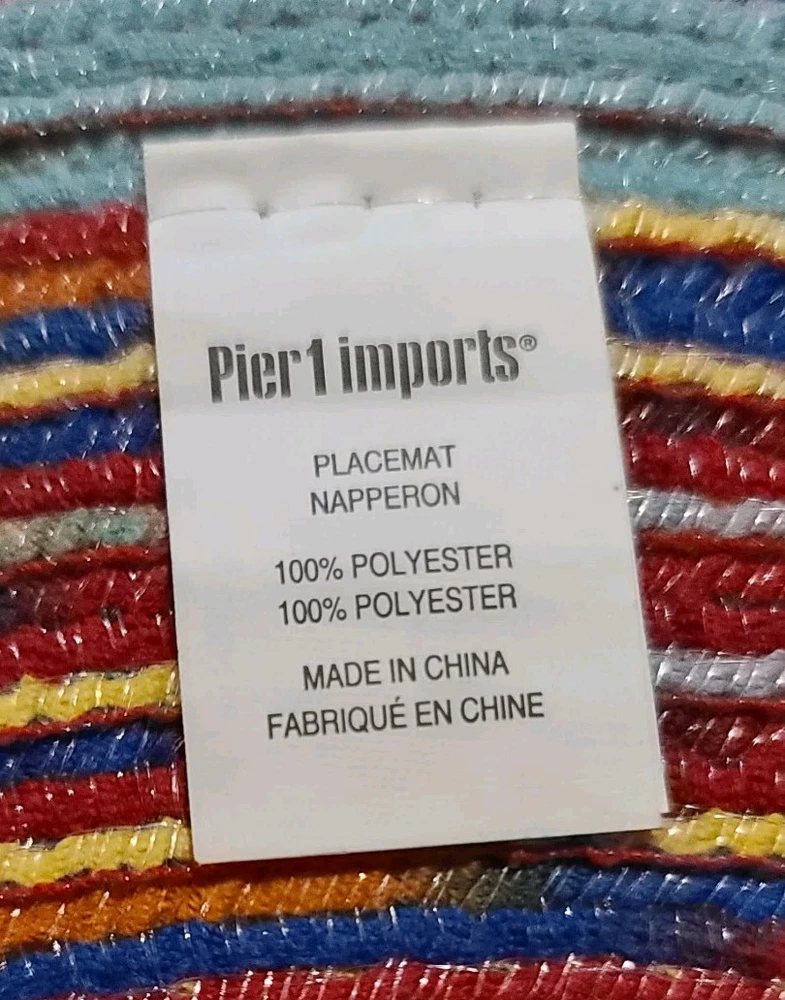 Pier1 imports®
PLACEMAT
NAPPERON
100% POLYESTER
100% POLYESTER
MADE IN CHINA
FABRIQUÉ EN CHINE